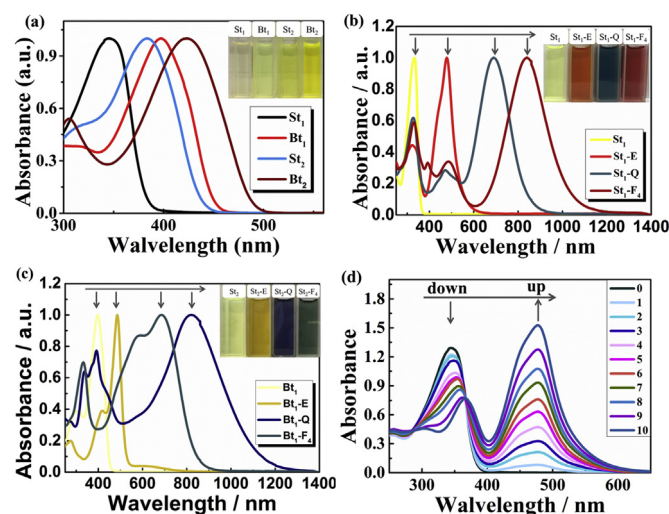 (a)
St1 Bt1 St2 Bt2
Absorbance (a.u.)
1.0
0.9
0.6
0.3
0.0
St1
Bt1
St2
Bt2
300 400 500
Walvelength (nm)
(b)
St1 St1-E St1-Q St1-F4
Absorbance / a.u.
1.2
1.0
0.8
0.6
0.4
0.2
0.0
St1
St1-E
St1-Q
St1-F4
400 600 800 1000 1200 1400
Wavelength / nm
(c)
St2 St2-E St2-Q St2-F4
Absorbance / a.u.
1.2
1.0
0.8
0.6
0.4
0.2
0.0
Bt1
Bt1-E
Bt1-Q
Bt1-F4
400 600 800 1000 1200 1400
Wavelength / nm
(d)
down up
Absorbance
1.8
1.5
1.2
0.9
0.6
0.3
0.0
0
1
2
3
4
5
6
7
8
9
10
300 400 500 600
Walvelength / nm